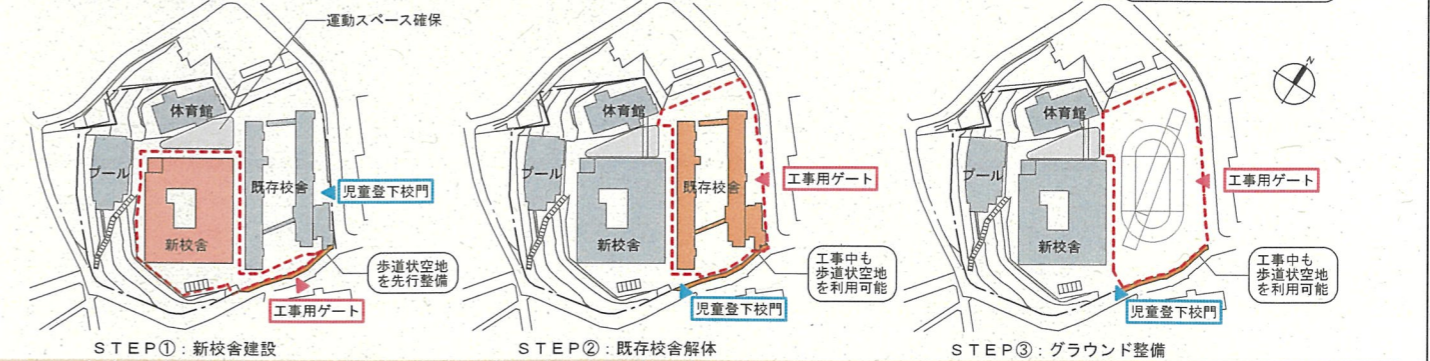 運動スペース確保
体育館
プール
既存校舎
新校舎
児童登下校門
歩道状空地
を先行整備
工事用ゲート
STEP①：新校舎建設
体育館
プール
既存校舎
新校舎
工事用ゲート
工事中も
歩道状空地
を利用可能
児童登下校門
STEP②：既存校舎解体
N
体育館
プール
新校舎
工事用ゲート
工事中も
歩道状空地
を利用可能
児童登下校門
STEP③：グラウンド整備